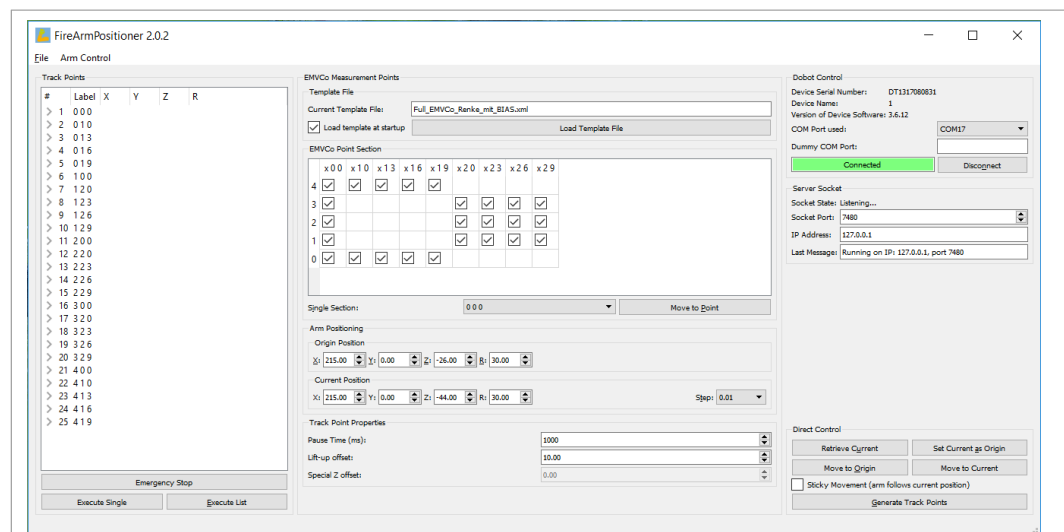 FireArmPositioner 2.0.2
File Arm Control
Track Points
# Label X Y Z R
1 0 0 0
2 0 1 0
3 0 1 3
4 0 1 6
5 0 1 9
6 1 0 0
7 1 2 0
8 1 2 3
9 1 2 6
10 1 2 9
11 2 0 0
12 2 2 0
13 2 2 3
14 2 2 6
15 2 2 9
16 3 0 0
17 3 2 0
18 3 2 3
19 3 2 6
20 3 2 9
21 4 0 0
22 4 1 0
23 4 1 3
24 4 1 6
25 4 1 9
Emergency Stop
Execute Single Execute List
EMVCo Measurement Points
Template File
Current Template File: Full_EMVCo_Renke_mit_BIAS.xml
Load template at startup Load Template File
EMVCo Point Section
x 0 0 x 1 0 x 1 3 x 1 6 x 1 9 x 2 0 x 2 3 x 2 6 x 2 9
4
3
2
1
0
Single Section: 0 0 0 Move to Point
Arm Positioning
Origin Position
X: 215.00 Y: 0.00 Z: -26.00 R: 30.00
Current Position
X: 215.00 Y: 0.00 Z: -44.00 R: 30.00 Step: 0.01
Track Point Properties
Pause Time (ms): 1000
Lift-up offset: 10.00
Special Z offset: 0.00
Dobot Control
Device Serial Number: DT1317080831
Device Name: 1
Version of Device Software: 3.6.12
COM Port used: COM17
Dummy COM Port:
Connected Disconnect
Server Socket
Socket State: Listening...
Socket Port: 7480
IP Address: 127.0.0.1
Last Message: Running on IP: 127.0.0.1, port 7480
Direct Control
Retrieve Current Set Current as Origin
Move to Origin Move to Current
Sticky Movement (arm follows current position)
Generate Track Points